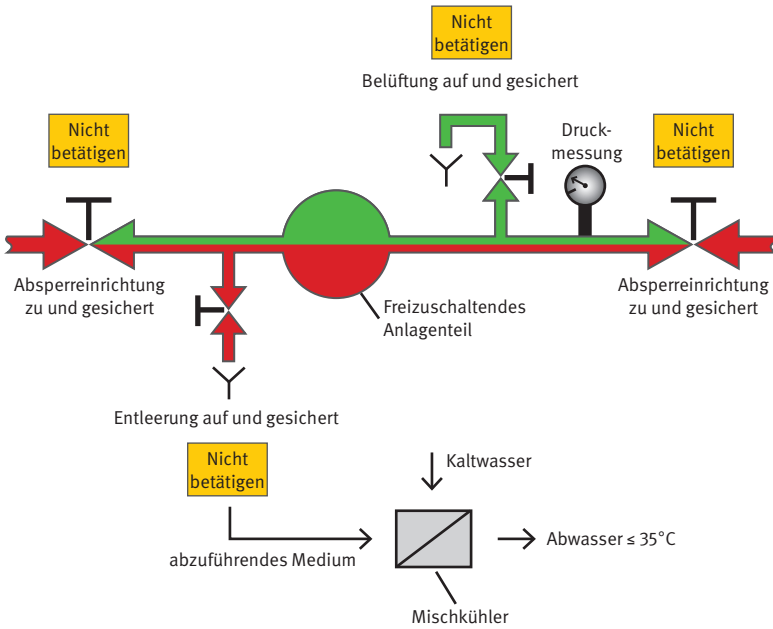 Nicht
betätigen
Belüftung auf und gesichert
Nicht
betätigen
Druck-
messung
Nicht
betätigen
Absperreinrichtung
zu und gesichert
Freizuschaltendes
Anlagenteil
Absperreinrichtung
zu und gesichert
Entleerung auf und gesichert
Nicht
betätigen
Kaltwasser
abzuführendes Medium
Abwasser ≤ 35°C
Mischkühler